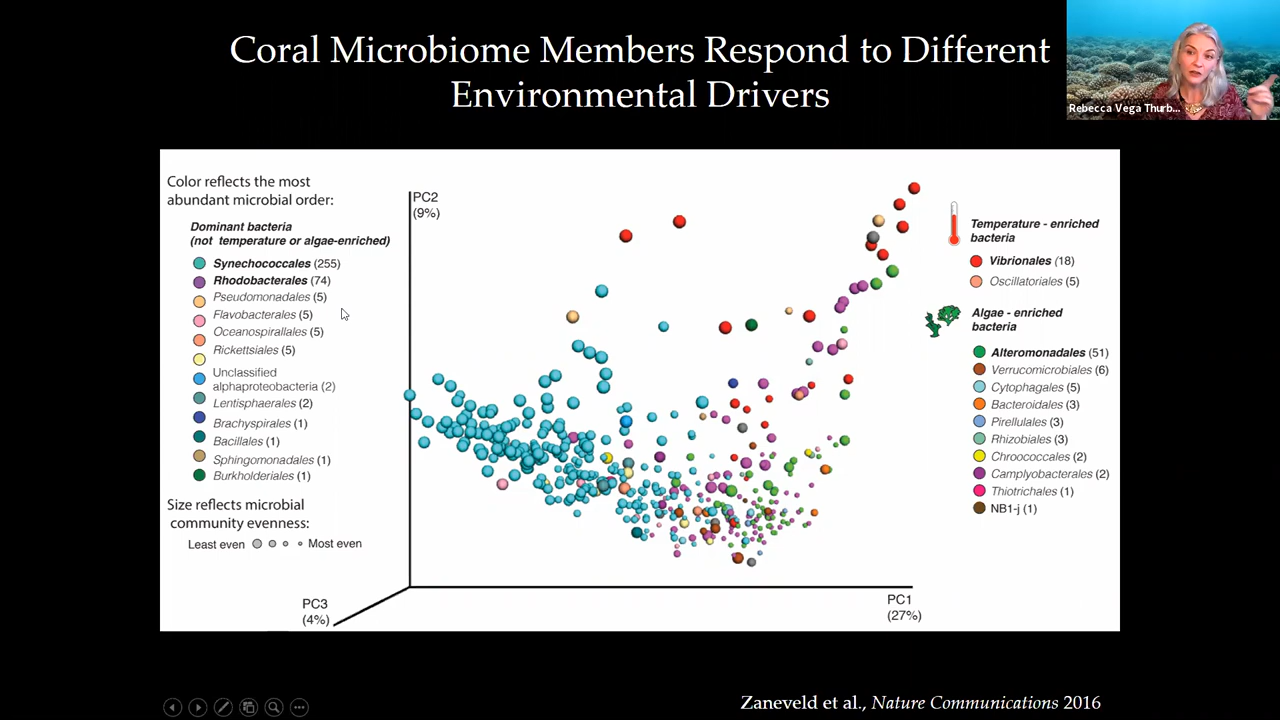 Coral Microbiome Members Respond to Different
Environmental Drivers
Rebecca Vega Thurb...
Color reflects the most
abundant microbial order:
Dominant bacteria
(not temperature or algae-enriched)
Synechococcales (255)
Rhodobacterales (74)
Pseudomonadales (5)
Flavobacterales (5)
Oceanospirallales (5)
Rickettsiales (5)
Unclassified
alphaproteobacteria (2)
Lentisphaerales (2)
Brachyspirales (1)
Bacillales (1)
Sphingomonadales (1)
Burkholderiales (1)
Size reflects microbial
community evenness:
Least even
Most even
PC2
(9%)
PC3
(4%)
PC1
(27%)
Temperature - enriched
bacteria
Vibrionales (18)
Oscillatoriales (5)
Algae - enriched
bacteria
Alteromonadales (51)
Verrucomicrobiales (6)
Cytophagales (5)
Bacteroidales (3)
Pirellulales (3)
Rhizobiales (3)
Chroococcales (2)
Camplyobacterales (2)
Thiotrichales (1)
NB1-j (1)
Zaneveld et al., Nature Communications 2016